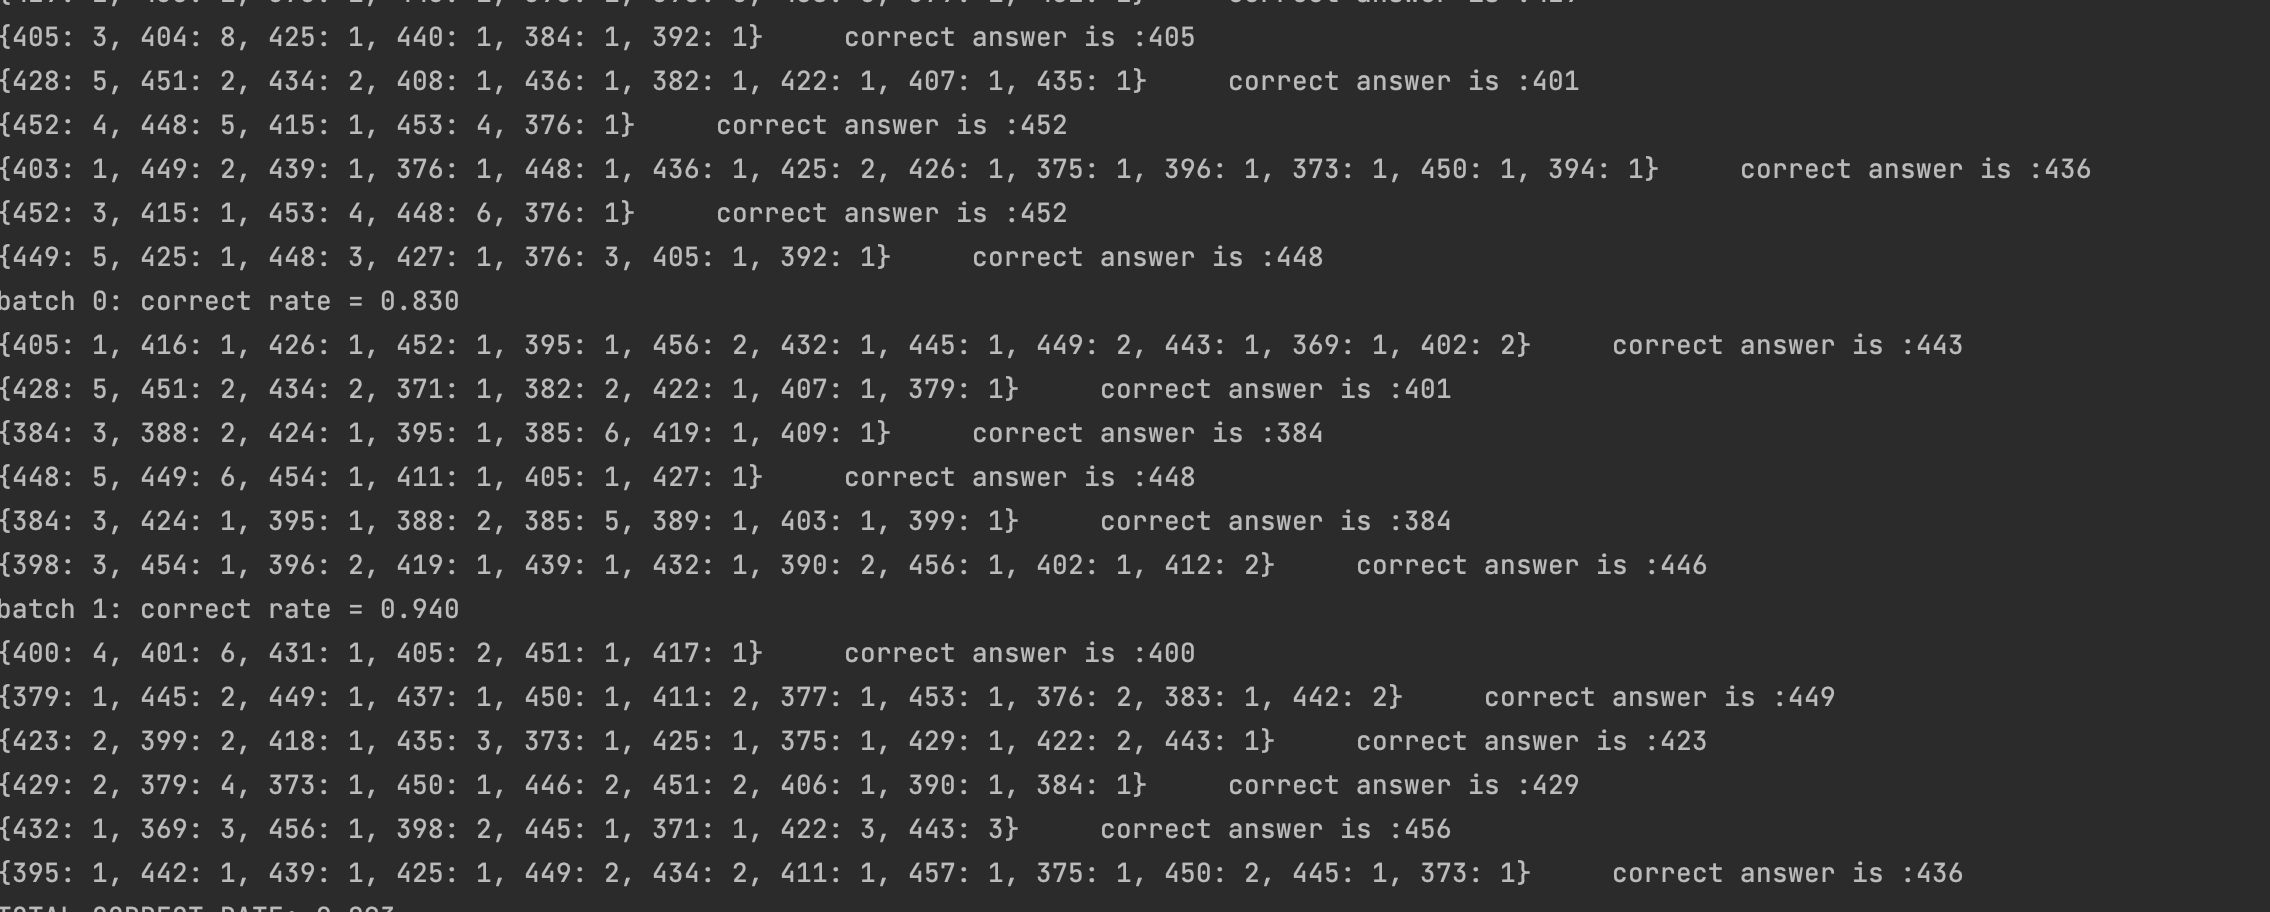 {405: 3, 404: 8, 425: 1, 440: 1, 384: 1, 392: 1} correct answer is :405
{428: 5, 451: 2, 434: 2, 408: 1, 436: 1, 382: 1, 422: 1, 407: 1, 435: 1} correct answer is :401
{452: 4, 448: 5, 415: 1, 453: 4, 376: 1} correct answer is :452
{403: 1, 449: 2, 439: 1, 376: 1, 448: 1, 436: 1, 425: 2, 426: 1, 375: 1, 396: 1, 373: 1, 450: 1, 394: 1} correct answer is :436
{452: 3, 415: 1, 453: 4, 448: 6, 376: 1} correct answer is :452
{449: 5, 425: 1, 448: 3, 427: 1, 376: 3, 405: 1, 392: 1} correct answer is :448
batch 0: correct rate = 0.830
{405: 1, 416: 1, 426: 1, 452: 1, 395: 1, 456: 2, 432: 1, 445: 1, 449: 2, 443: 1, 369: 1, 402: 2} correct answer is :443
{428: 5, 451: 2, 434: 2, 371: 1, 382: 2, 422: 1, 407: 1, 379: 1} correct answer is :401
{384: 3, 388: 2, 424: 1, 395: 1, 385: 6, 419: 1, 409: 1} correct answer is :384
{448: 5, 449: 6, 454: 1, 411: 1, 405: 1, 427: 1} correct answer is :448
{384: 3, 424: 1, 395: 1, 388: 2, 385: 5, 389: 1, 403: 1, 399: 1} correct answer is :384
{398: 3, 454: 1, 396: 2, 419: 1, 439: 1, 432: 1, 390: 2, 456: 1, 402: 1, 412: 2} correct answer is :446
batch 1: correct rate = 0.940
{400: 4, 401: 6, 431: 1, 405: 2, 451: 1, 417: 1} correct answer is :400
{379: 1, 445: 2, 449: 1, 437: 1, 450: 1, 411: 2, 377: 1, 453: 1, 376: 2, 383: 1, 442: 2} correct answer is :449
{423: 2, 399: 2, 418: 1, 435: 3, 373: 1, 425: 1, 375: 1, 429: 1, 422: 2, 443: 1} correct answer is :423
{429: 2, 379: 4, 373: 1, 450: 1, 446: 2, 451: 2, 406: 1, 390: 1, 384: 1} correct answer is :429
{432: 1, 369: 3, 456: 1, 398: 2, 445: 1, 371: 1, 422: 3, 443: 3} correct answer is :456
{395: 1, 442: 1, 439: 1, 425: 1, 449: 2, 434: 2, 411: 1, 457: 1, 375: 1, 450: 2, 445: 1, 373: 1} correct answer is :436
TOTAL CORRECT RATE: